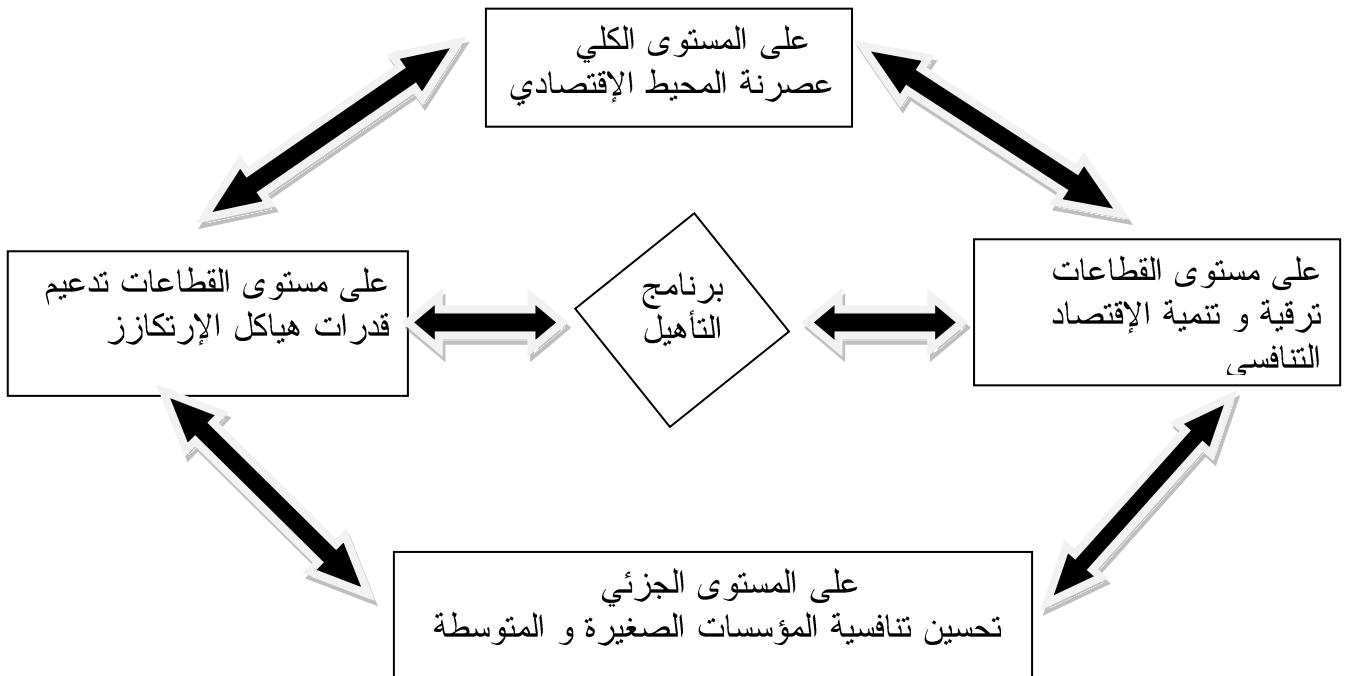 على المستوى الكلي
عصرنة المحيط الإقتصادي
على مستوى القطاعات
ترقية و تنمية الإقتصاد
التنافسي
برنامج
التأهيل
على مستوى القطاعات تدعيم
قدرات هياكل الإرتكازز
على المستوى الجزئي
تحسين تنافسية المؤسسات الصغيرة و المتوسطة